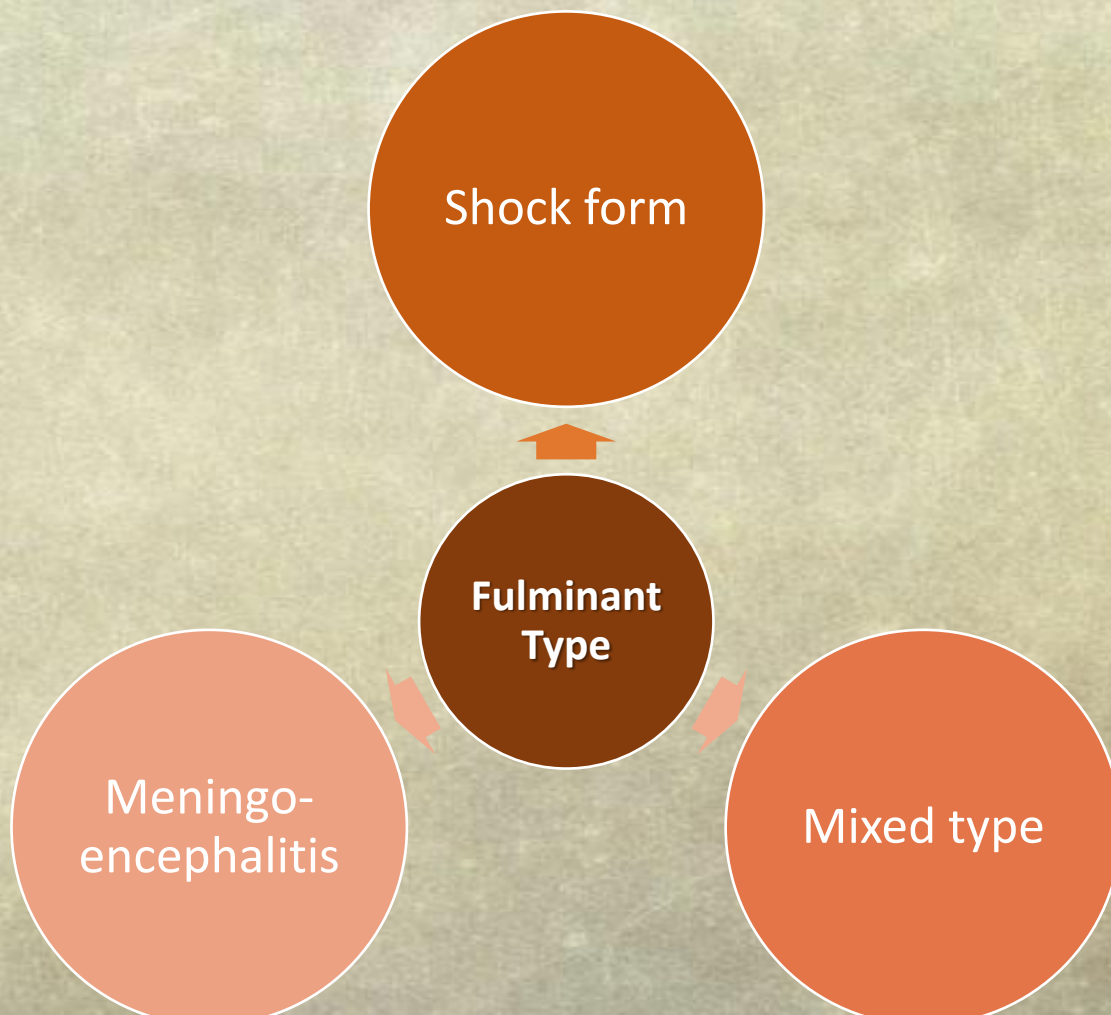 Shock form
Fulminant
Type
Meningo-
encephalitis
Mixed type